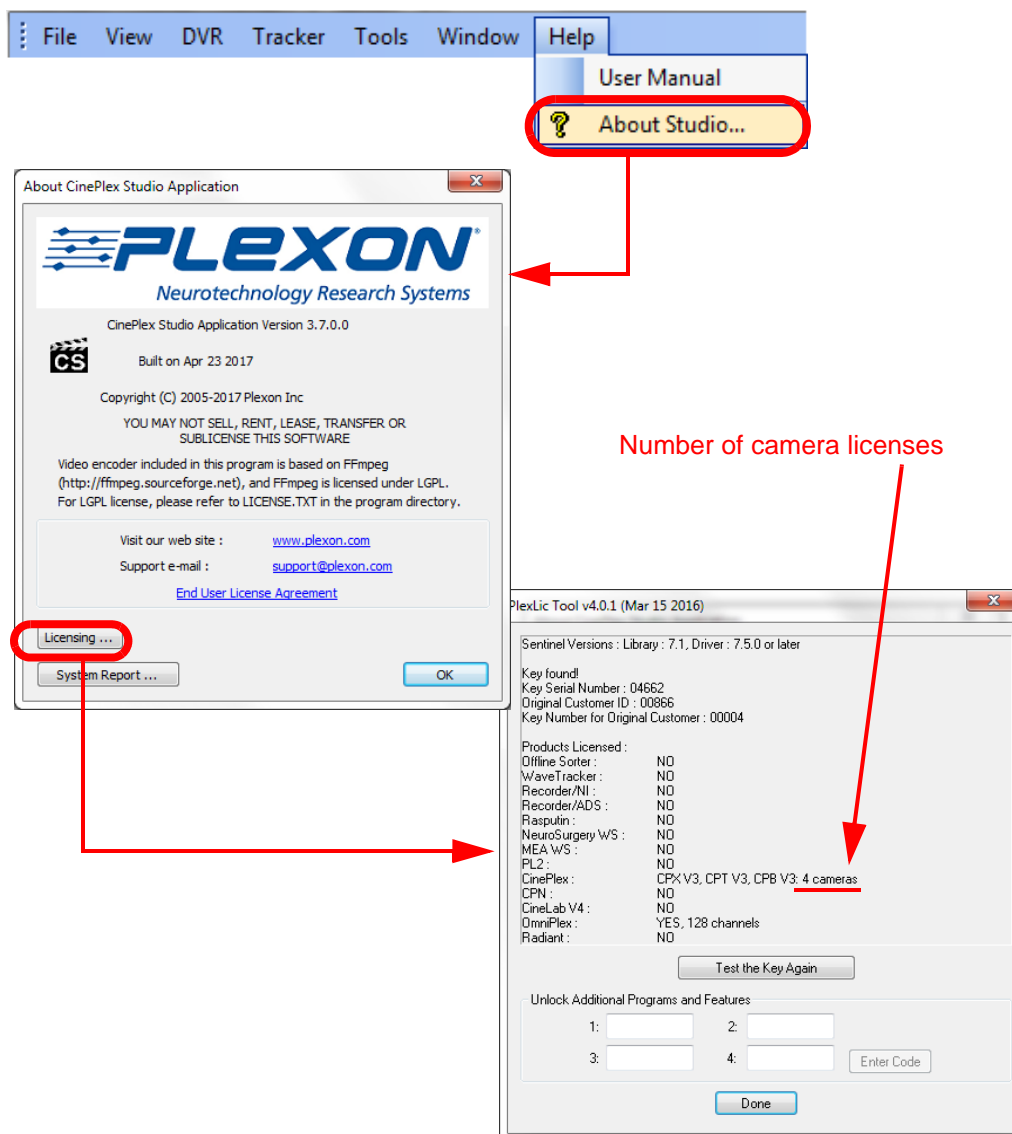 File View DVR Tracker Tools Window Help
User Manual
? About Studio...
About CinePlex Studio Application
PLEXON
Neurotechnology Research Systems
CinePlex Studio Application Version 3.7.0.0
CS
Built on Apr 23 2017
Copyright (C) 2005-2017 Plexon Inc
YOU MAY NOT SELL, RENT, LEASE, TRANSFER OR
SUBLICENSE THIS SOFTWARE
Video encoder included in this program is based on FFmpeg
(http://ffmpeg.sourceforge.net), and FFmpeg is licensed under LGPL.
For LGPL license, please refer to LICENSE.TXT in the program directory.
Visit our web site : www.plexon.com
Support e-mail : support@plexon.com
End User License Agreement
Licensing ...
System Report ...
OK
Number of camera licenses
PlexLic Tool v4.0.1 (Mar 15 2016)
Sentinel Versions : Library : 7.1, Driver : 7.5.0 or later
Key found!
Key Serial Number : 04662
Original Customer ID : 00866
Key Number for Original Customer : 00004
Products Licensed :
Offline Sorter : NO
WaveTracker : NO
Recorder/NI : NO
Recorder/ADS : NO
Rasputin : NO
NeuroSurgery WS : NO
MEA WS : NO
PL2 : NO
CinePlex : CPX V3, CPT V3, CPB V3: 4 cameras
CPN : NO
CineLab V4 : NO
OmniPlex : YES, 128 channels
Radiant : NO
Test the Key Again
Unlock Additional Programs and Features
1: 2:
3: 4:
Enter Code
Done